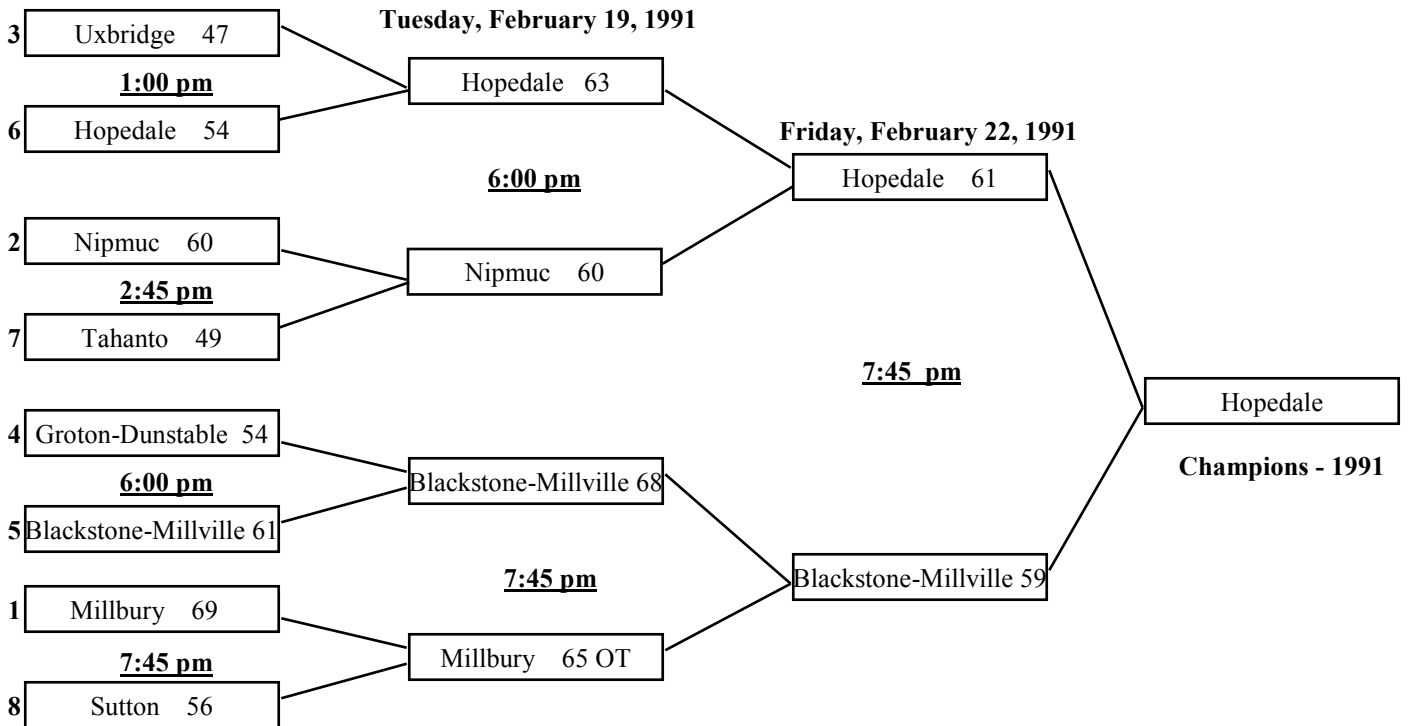 Tuesday, February 19, 1991
3 Uxbridge 47
1:00 pm
6 Hopedale 54
2 Nipmuc 60
2:45 pm
7 Tahanto 49
4 Groton-Dunstable 54
6:00 pm
5 Blackstone-Millville 61
1 Millbury 69
7:45 pm
8 Sutton 56
Hopedale 63
6:00 pm
Nipmuc 60
Blackstone-Millville 68
7:45 pm
Millbury 65 OT
Friday, February 22, 1991
Hopedale 61
7:45 pm
Blackstone-Millville 59
Hopedale
Champions - 1991